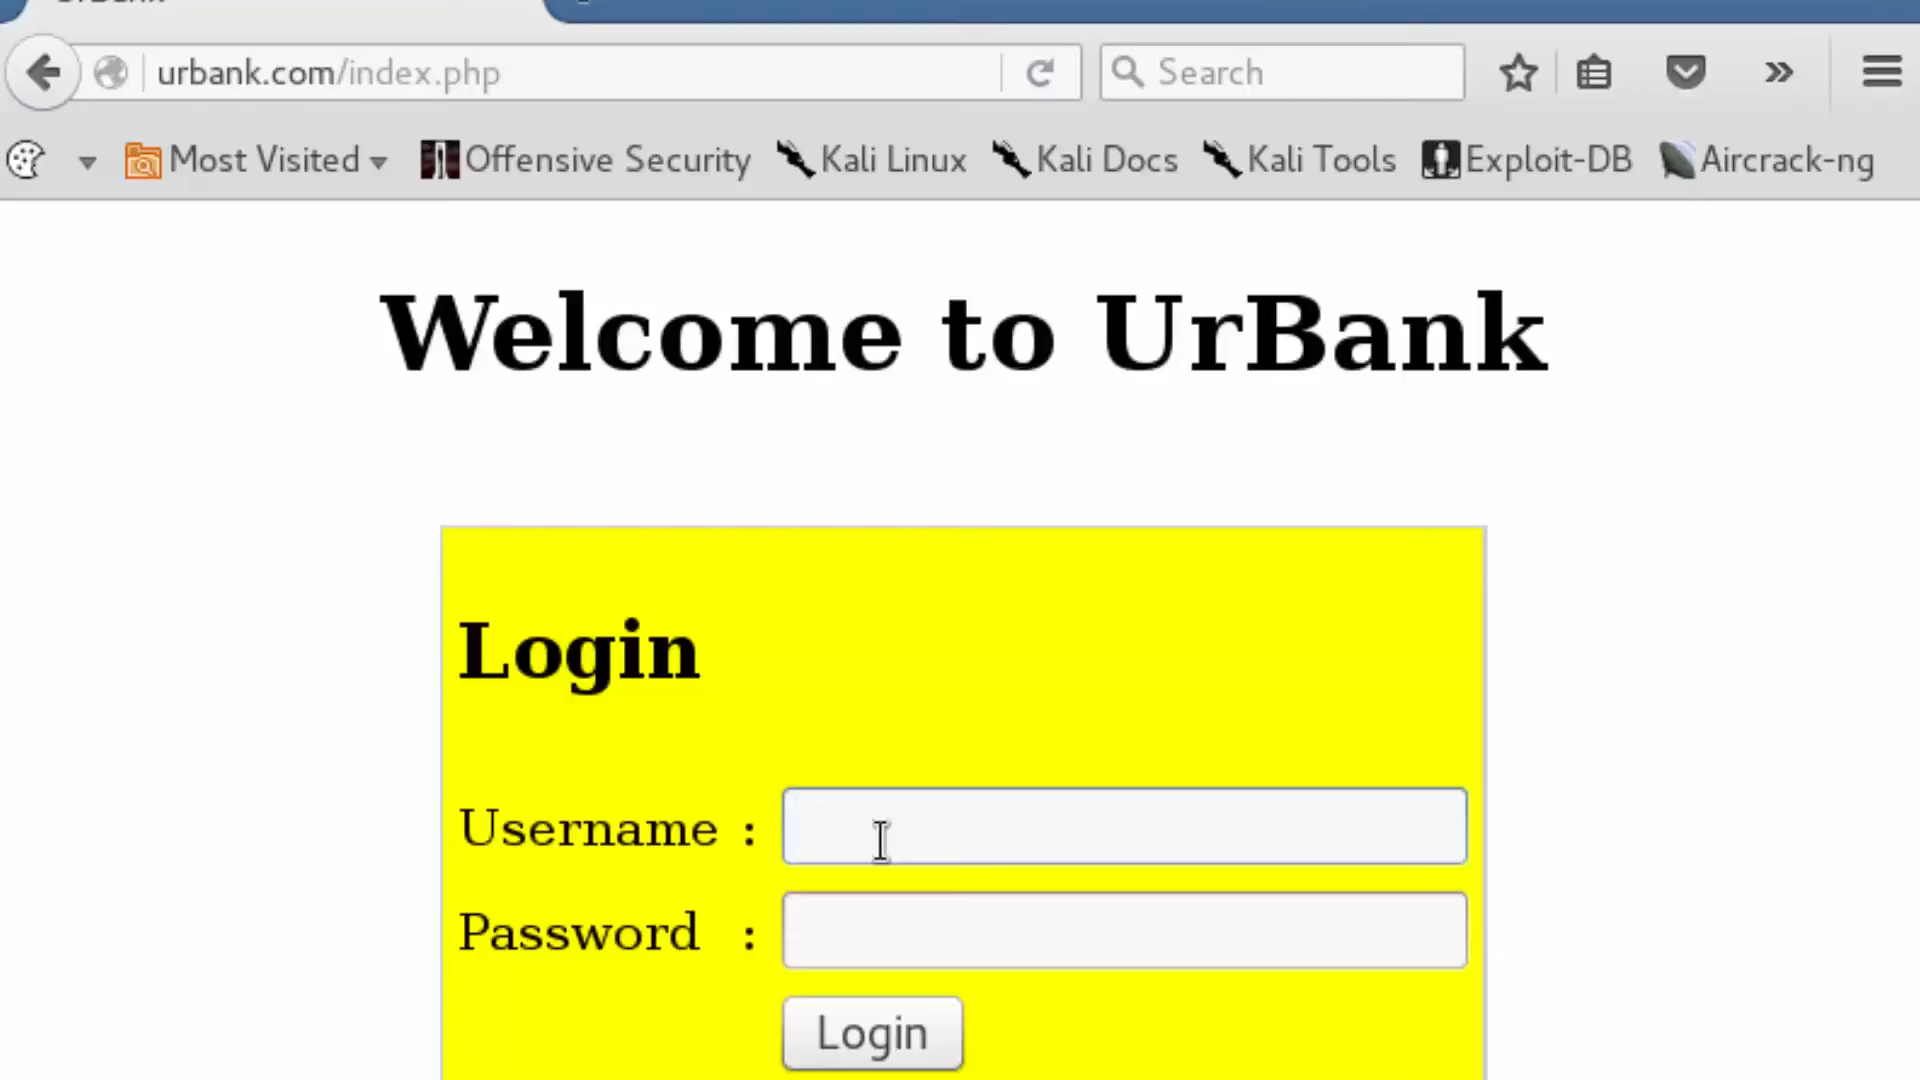 urbank.com/index.php
Search
Most Visited
Offensive Security
Kali Linux
Kali Docs
Kali Tools
Exploit-DB
Aircrack-ng
Welcome to UrBank
Login
Username :
Password :
Login